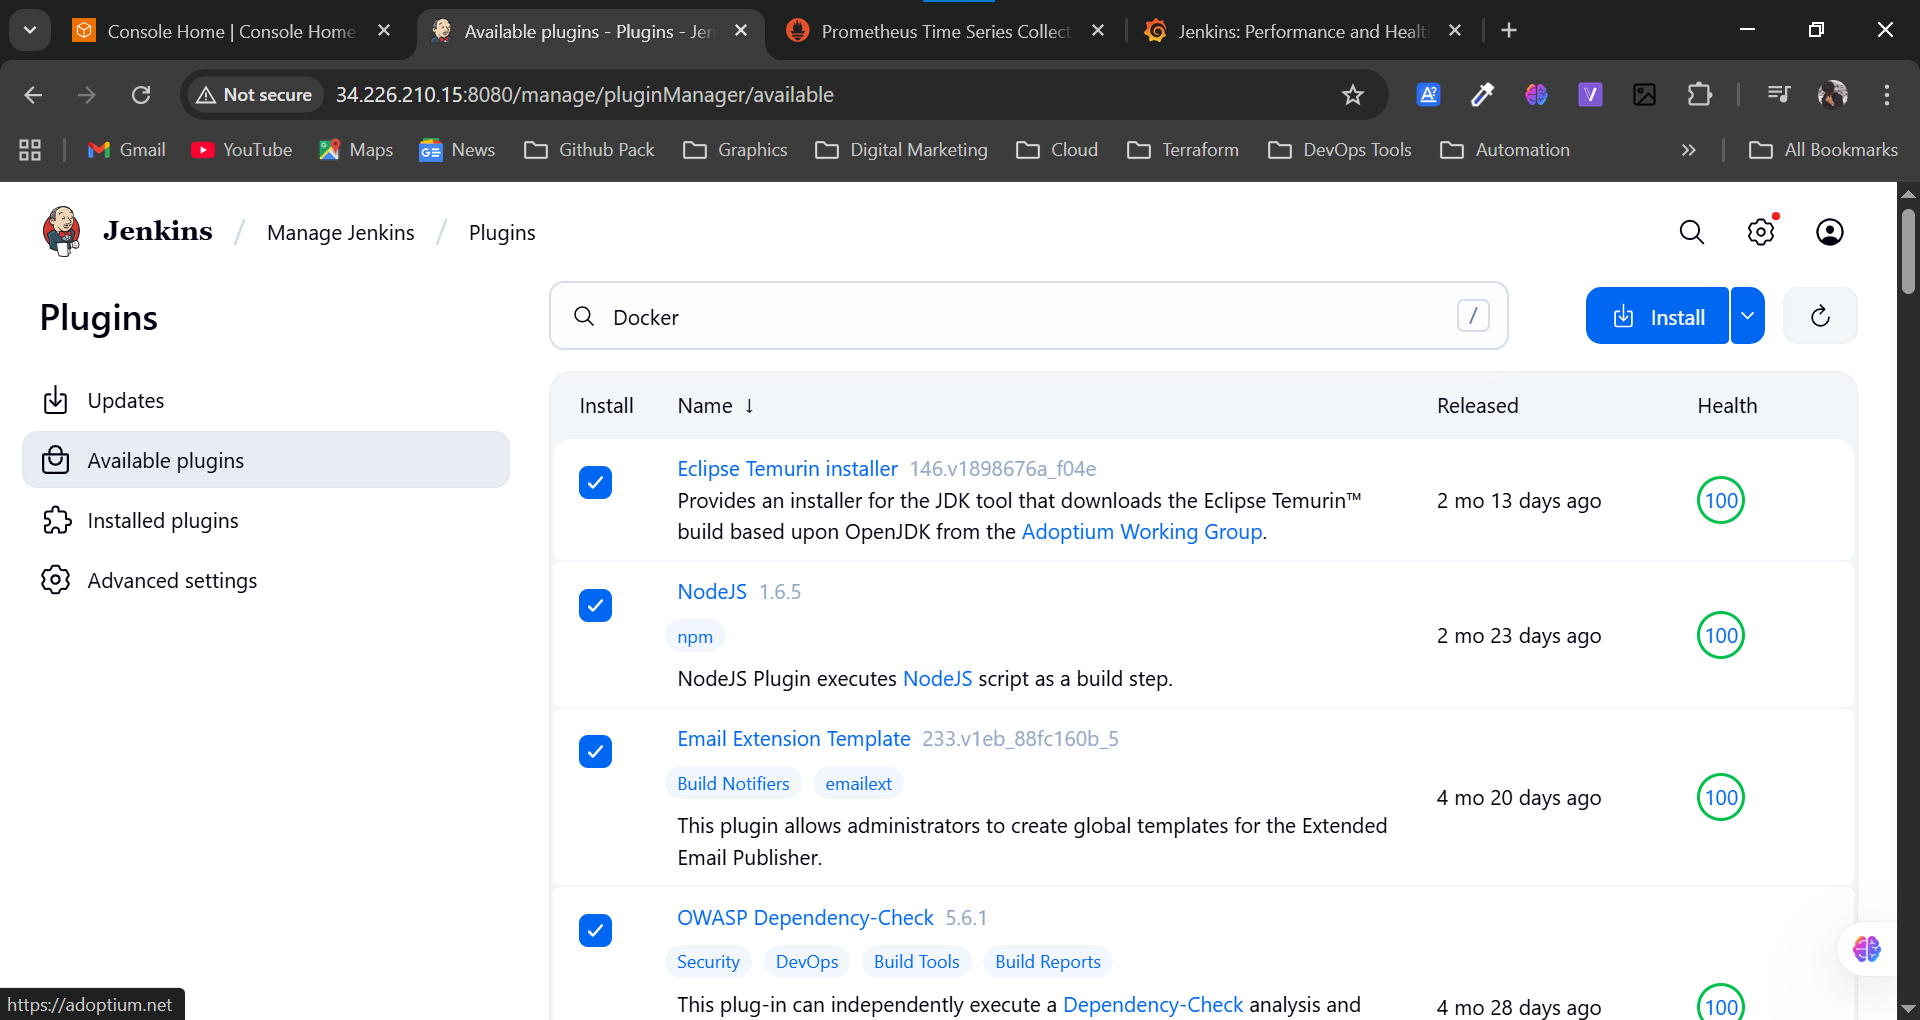 Console Home | Console Home
Available plugins - Plugins - Jen
Prometheus Time Series Collect
Jenkins: Performance and Healt
Not secure
34.226.210.15:8080/manage/pluginManager/available
Gmail
YouTube
Maps
News
Github Pack
Graphics
Digital Marketing
Cloud
Terraform
DevOps Tools
Automation
All Bookmarks
Jenkins / Manage Jenkins / Plugins
Plugins
Docker
/
Install
Updates
Available plugins
Installed plugins
Advanced settings
Install Name ↓ Released Health
Eclipse Temurin installer 146.v1898676a_f04e
Provides an installer for the JDK tool that downloads the Eclipse Temurin™
build based upon OpenJDK from the Adoptium Working Group.
2 mo 13 days ago
100
NodeJS 1.6.5
npm
NodeJS Plugin executes NodeJS script as a build step.
2 mo 23 days ago
100
Email Extension Template 233.v1eb_88fc160b_5
Build Notifiers emailext
This plugin allows administrators to create global templates for the Extended
Email Publisher.
4 mo 20 days ago
100
OWASP Dependency-Check 5.6.1
Security DevOps Build Tools Build Reports
This plug-in can independently execute a Dependency-Check analysis and
4 mo 28 days ago
100
https://adoptium.net